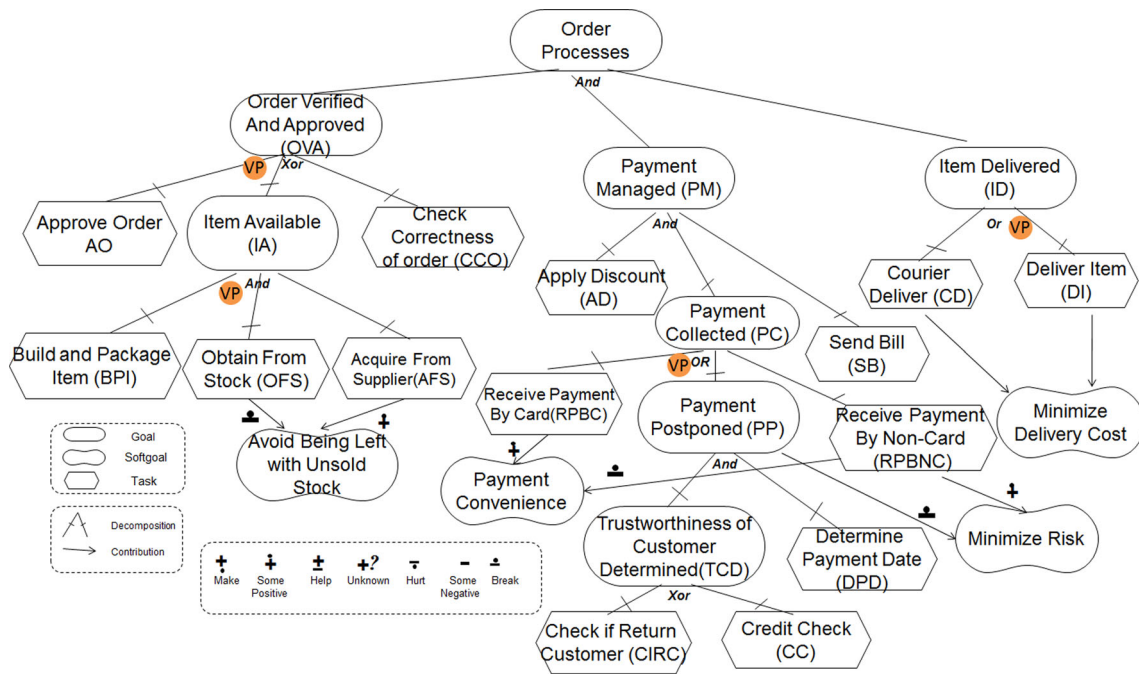 Order
Processes
And
Order Verified
And Approved
(OVA)
VP
Xor
Payment
Managed (PM)
And
Item Delivered
(ID)
Or
VP
Approve Order
AO
Item Available
(IA)
VP
And
Check
Correctness
of order (CCO)
Apply Discount
(AD)
Payment
Collected (PC)
VP
OR
Send Bill
(SB)
Courier
Deliver (CD)
Deliver Item
(DI)
Build and Package
Item (BPI)
Obtain From
Stock (OFS)
Acquire From
Supplier(AFS)
Receive Payment
By Card(RPBC)
Payment
Postponed (PP)
And
Receive Payment
By Non-Card
(RPBNC)
Minimize
Delivery Cost
Avoid Being Left
with Unsold
Stock
Payment
Convenience
Trustworthiness of
Customer
Determined(TCD)
Xor
Determine
Payment Date
(DPD)
Minimize Risk
Check if Return
Customer (CIRC)
Credit Check
(CC)
Goal
Softgoal
Task
Decomposition
Contribution
+?
Make
Some
Positive
Help
Unknown
Hurt
Some
Negative
Break